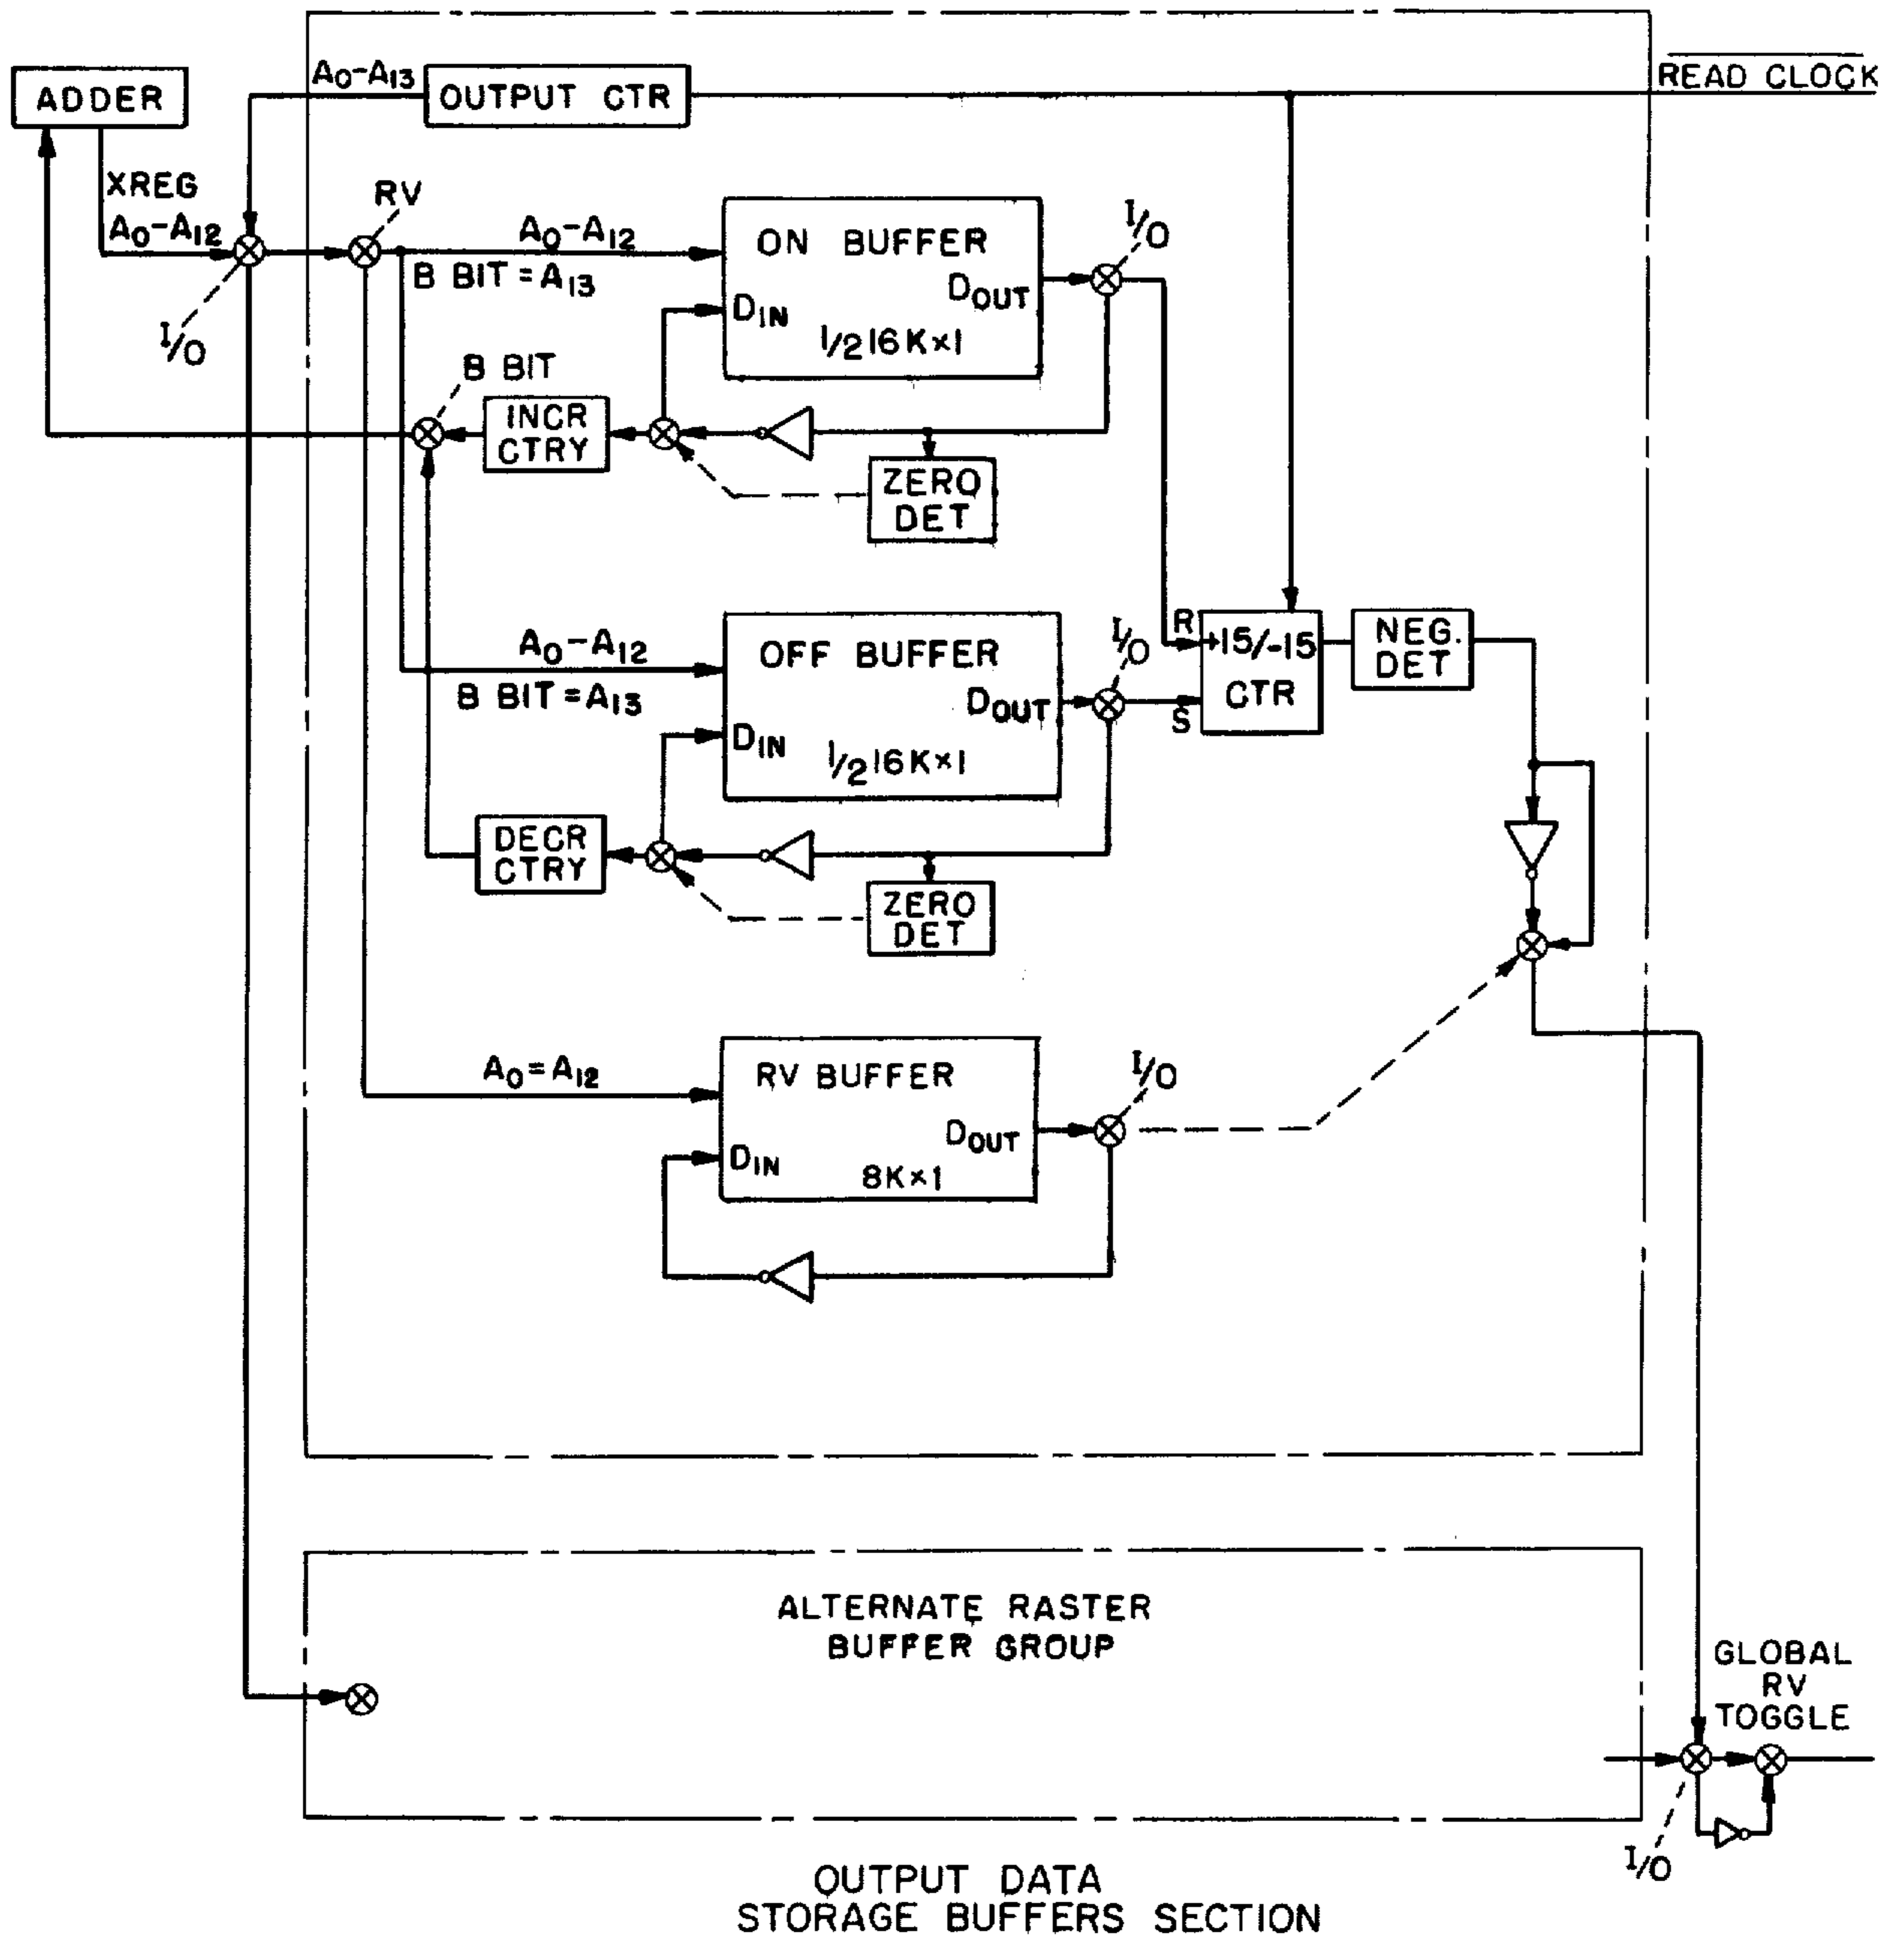 ADDER
A0-A13
OUTPUT CTR
READ CLOCK
XREG
A0-A12
I/O
RV
A0-A12
B BIT = A13
ON BUFFER
DOUT
DIN
1/2 16K×1
I/O
B BIT
INCR
CTRY
ZERO
DET
A0-A12
B BIT = A13
OFF BUFFER
DOUT
DIN
1/2 16K×1
I/O
R
S
+15/-15
CTR
NEG.
DET
DECR
CTRY
ZERO
DET
A0=A12
RV BUFFER
DOUT
DIN
8K×1
I/O
ALTERNATE RASTER
BUFFER GROUP
GLOBAL
RV
TOGGLE
I/O
OUTPUT DATA
STORAGE BUFFERS SECTION